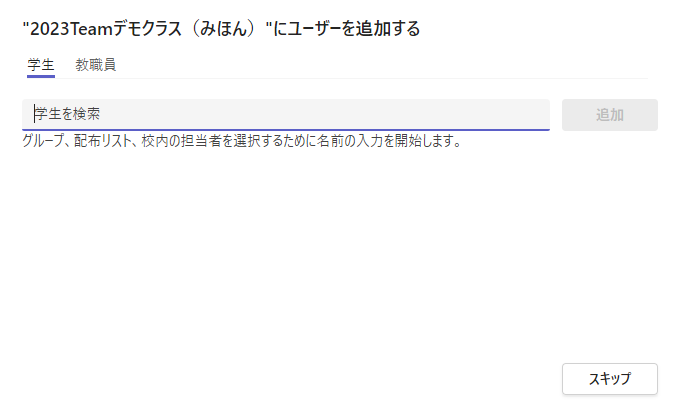 "2023Teamデモクラス（みほん）"にユーザーを追加する
学生 教職員
学生を検索 追加
グループ、配布リスト、校内の担当者を選択するために名前の入力を開始します。
スキップ